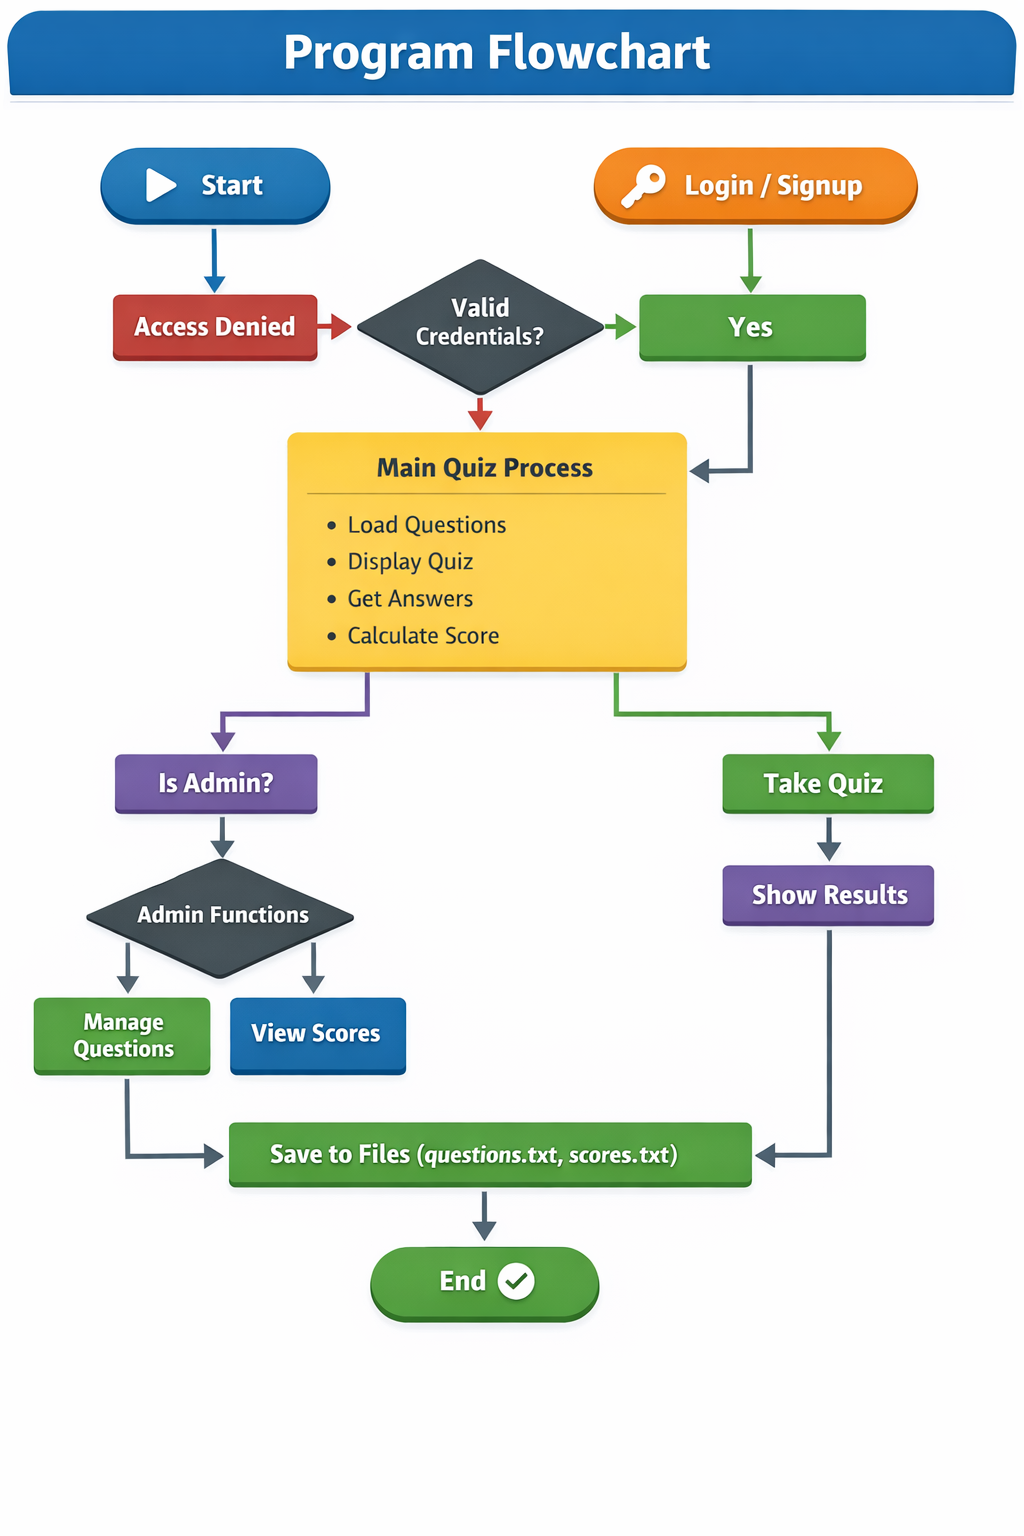 Program Flowchart
Start
Login / Signup
Access Denied
Valid
Credentials?
Yes
Main Quiz Process
• Load Questions
• Display Quiz
• Get Answers
• Calculate Score
Is Admin?
Take Quiz
Admin Functions
Show Results
Manage
Questions
View Scores
Save to Files (questions.txt, scores.txt)
End